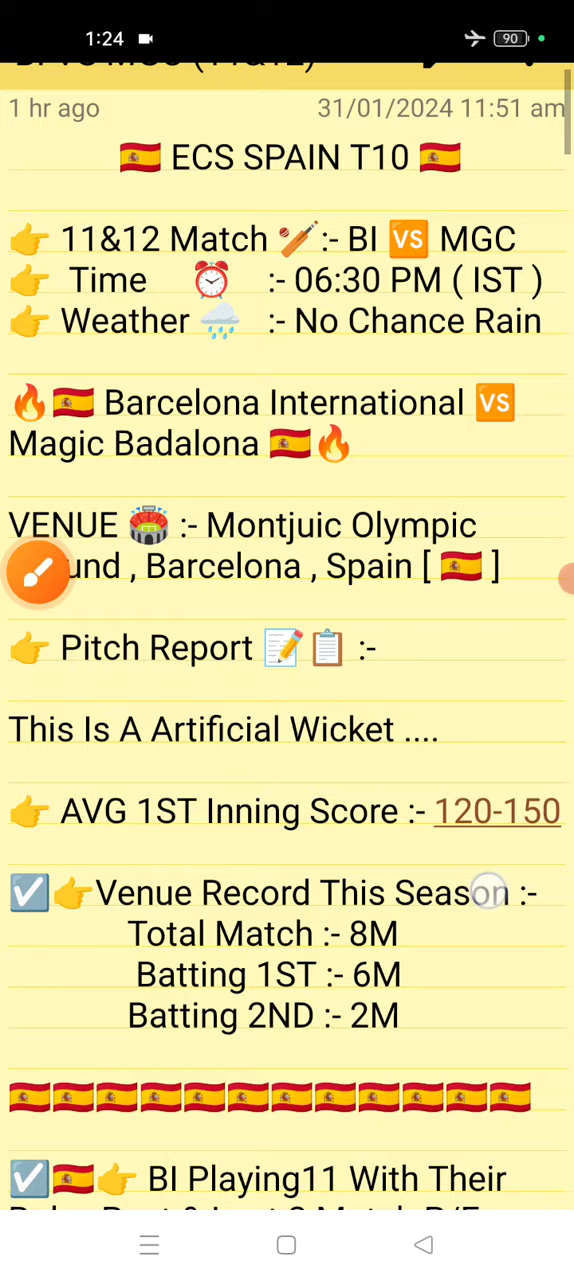 1:24 90
1 hr ago 31/01/2024 11:51 am
🇪🇸 ECS SPAIN T10 🇪🇸
👉 11&12 Match 🏏:- BI 🆚 MGC
👉 Time ⏰ :- 06:30 PM ( IST )
👉 Weather 🌧️ :- No Chance Rain
🔥🇪🇸 Barcelona International 🆚
Magic Badalona 🇪🇸🔥
VENUE 🏟️ :- Montjuic Olympic
, Barcelona , Spain [ 🇪🇸 ]
👉 Pitch Report 📝📋 :-
This Is A Artificial Wicket ....
👉 AVG 1ST Inning Score :- 120-150
☑️👉Venue Record This Season :-
Total Match :- 8M
Batting 1ST :- 6M
Batting 2ND :- 2M
🇪🇸🇪🇸🇪🇸🇪🇸🇪🇸🇪🇸🇪🇸🇪🇸🇪🇸🇪🇸🇪🇸🇪🇸
☑️🇪🇸👉 BI Playing11 With Their